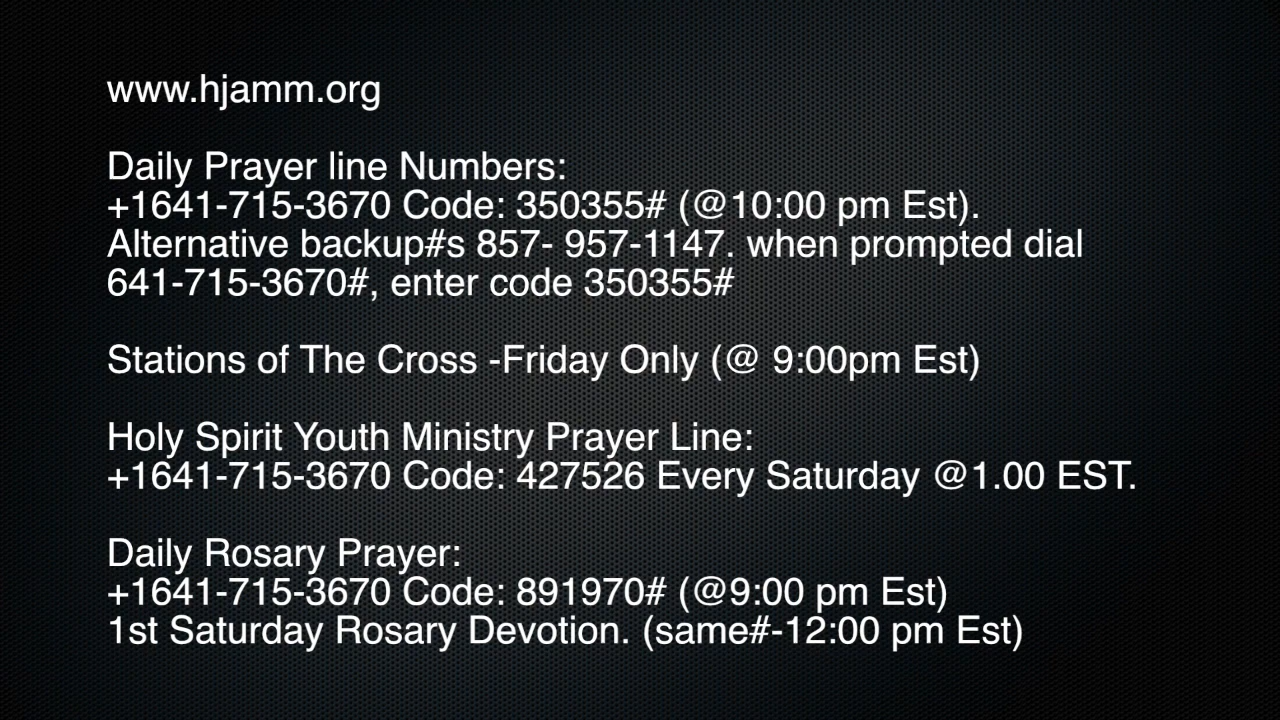 www.hjamm.org
Daily Prayer line Numbers:
+1641-715-3670 Code: 350355# (@10:00 pm Est).
Alternative backup#s 857- 957-1147. when prompted dial
641-715-3670#, enter code 350355#
Stations of The Cross -Friday Only (@ 9:00pm Est)
Holy Spirit Youth Ministry Prayer Line:
+1641-715-3670 Code: 427526 Every Saturday @1.00 EST.
Daily Rosary Prayer:
+1641-715-3670 Code: 891970# (@9:00 pm Est)
1st Saturday Rosary Devotion. (same#-12:00 pm Est)